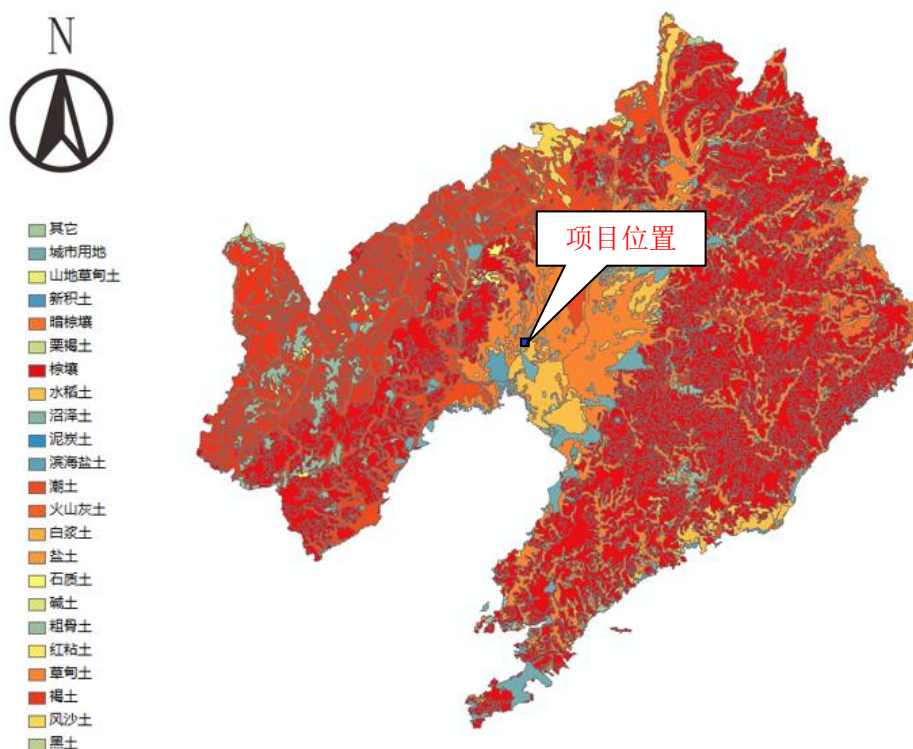 N
项目位置
其它
城市用地
山地草甸土
新积土
暗棕壤
栗褐土
棕壤
水稻土
沼泽土
泥炭土
滨海盐土
潮土
火山灰土
白浆土
盐土
石质土
碱土
粗骨土
红粘土
草甸土
褐土
风沙土
黑土